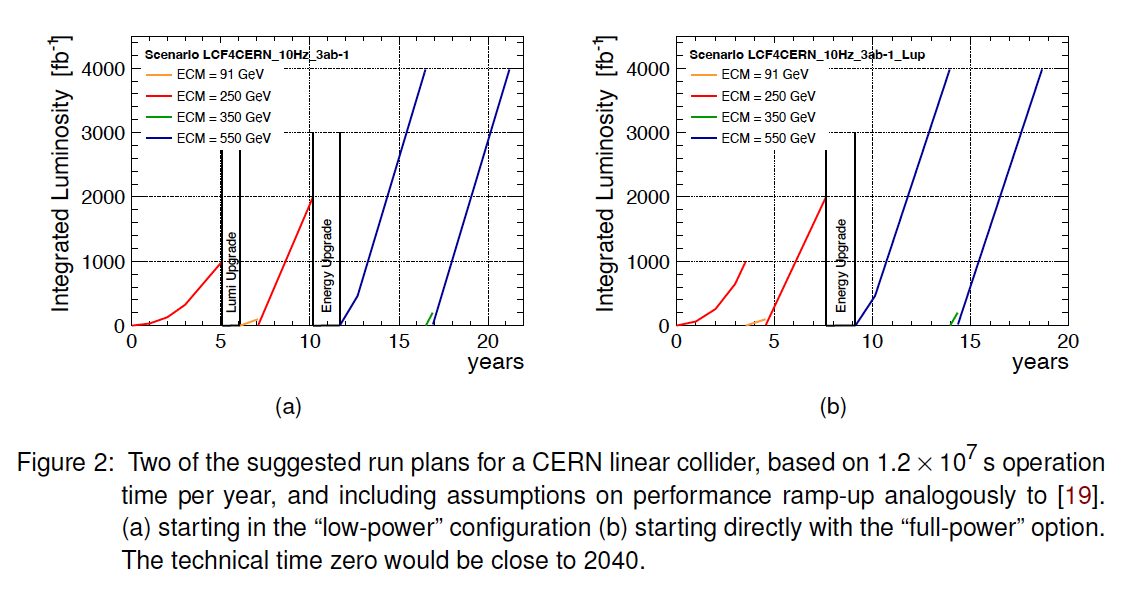 Integrated Luminosity [fb⁻¹]
Scenario LCF4CERN_10Hz_3ab-1
ECM = 91 GeV
ECM = 250 GeV
ECM = 350 GeV
ECM = 550 GeV
4000
3000
2000
1000
0
Lumi Upgrade
Energy Upgrade
0 5 10 15 20
years
(a)
Integrated Luminosity [fb⁻¹]
Scenario LCF4CERN_10Hz_3ab-1_Lup
ECM = 91 GeV
ECM = 250 GeV
ECM = 350 GeV
ECM = 550 GeV
4000
3000
2000
1000
0
Energy Upgrade
0 5 10 15 20
years
(b)
Figure 2: Two of the suggested run plans for a CERN linear collider, based on 1.2 × 10⁷ s operation
time per year, and including assumptions on performance ramp-up analogously to [19].
(a) starting in the “low-power” configuration (b) starting directly with the “full-power” option.
The technical time zero would be close to 2040.